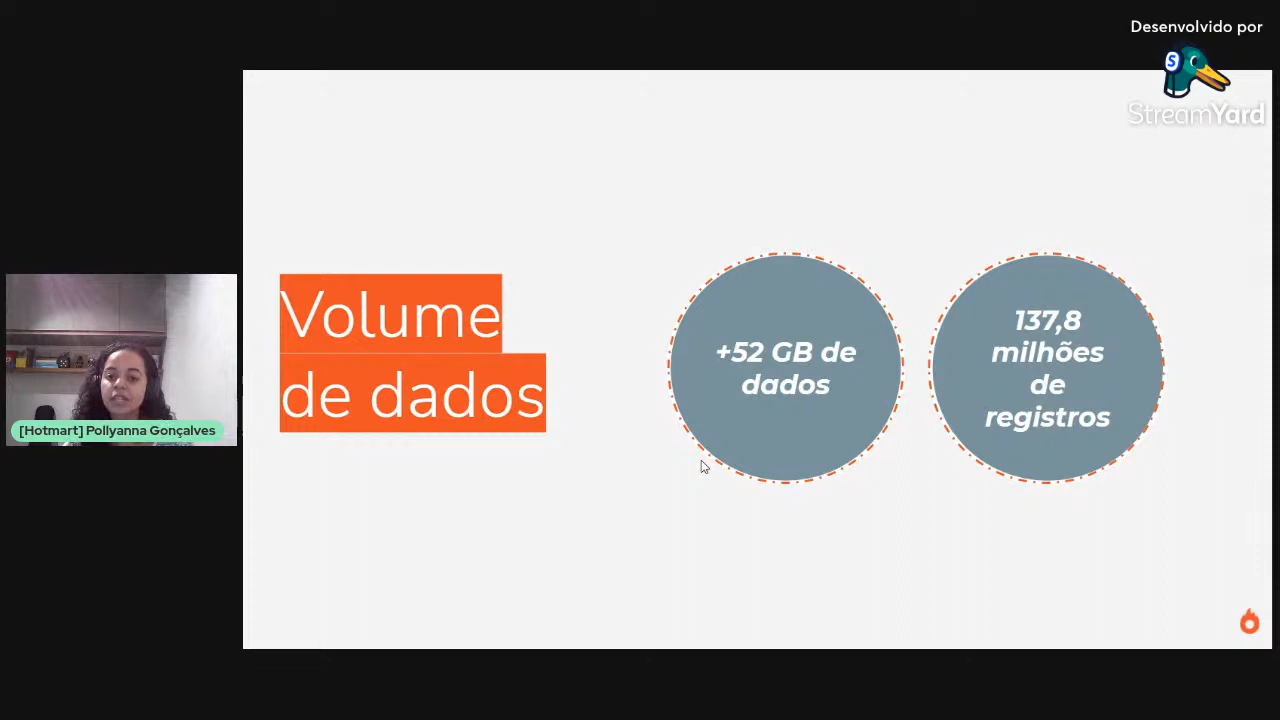 Desenvolvido por
S
StreamYard
Volume
de dados
+52 GB de
dados
137,8
milhões
de
registros
[Hotmart] Pollyanna Gonçalves